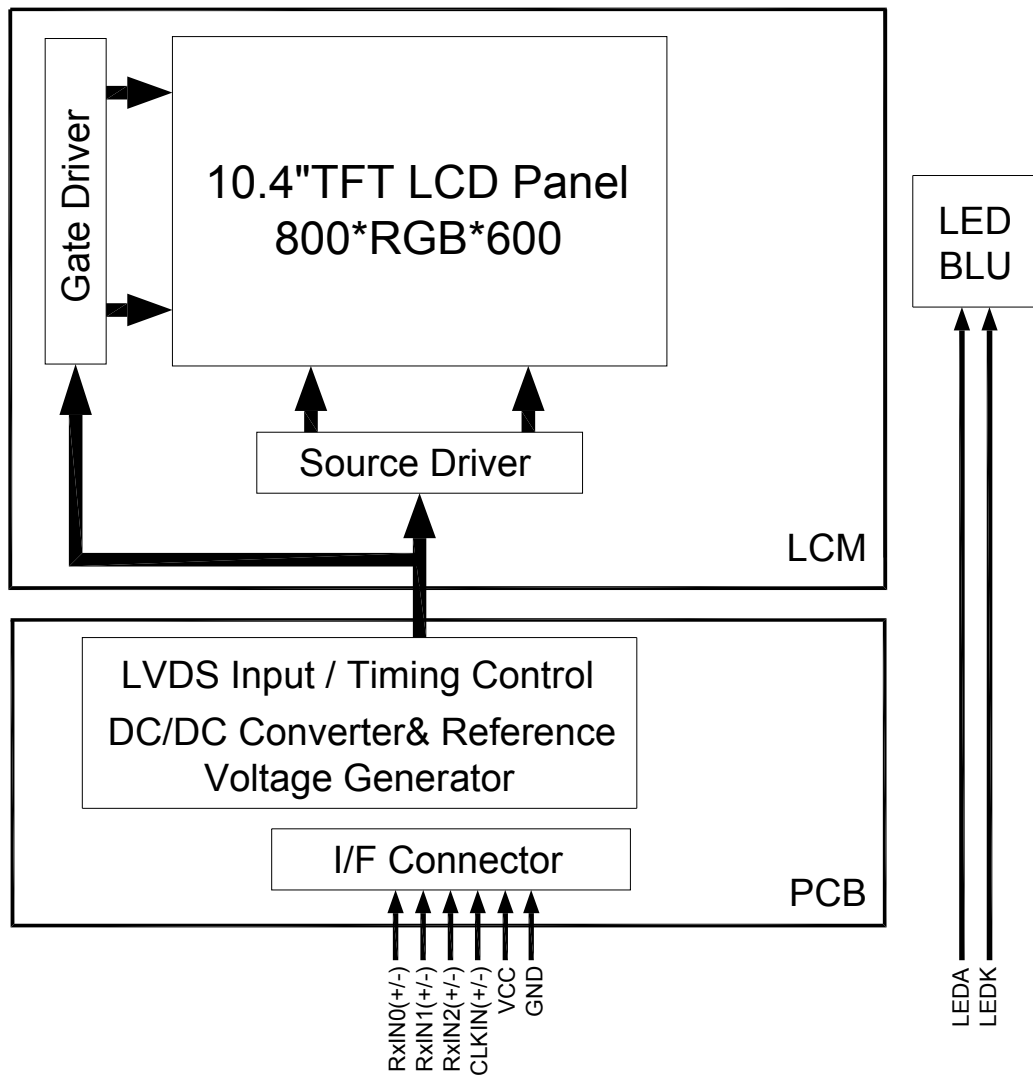 Gate Driver
10.4"TFT LCD Panel
800*RGB*600
LED
BLU
Source Driver
LCM
LVDS Input / Timing Control
DC/DC Converter& Reference
Voltage Generator
I/F Connector
PCB
RxIN0(+/-)
RxIN1(+/-)
RxIN2(+/-)
CLKIN(+/-)
VCC
GND
LEDA
LEDK